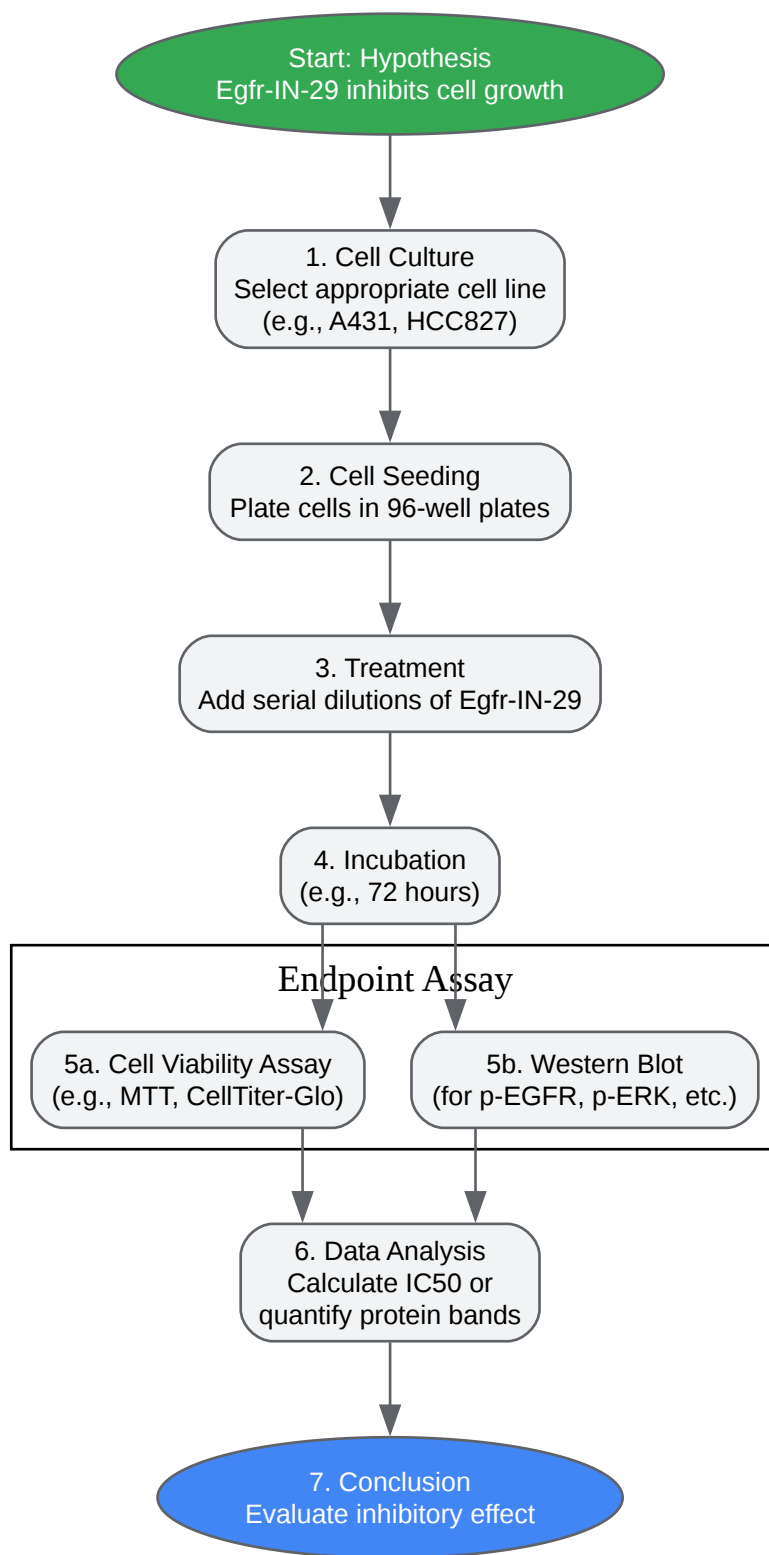 Start: Hypothesis
Egfr-IN-29 inhibits cell growth
1. Cell Culture
Select appropriate cell line
(e.g., A431, HCC827)
2. Cell Seeding
Plate cells in 96-well plates
3. Treatment
Add serial dilutions of Egfr-IN-29
4. Incubation
(e.g., 72 hours)
Endpoint Assay
5a. Cell Viability Assay
(e.g., MTT, CellTiter-Glo)
5b. Western Blot
(for p-EGFR, p-ERK, etc.)
6. Data Analysis
Calculate IC50 or
quantify protein bands
7. Conclusion
Evaluate inhibitory effect